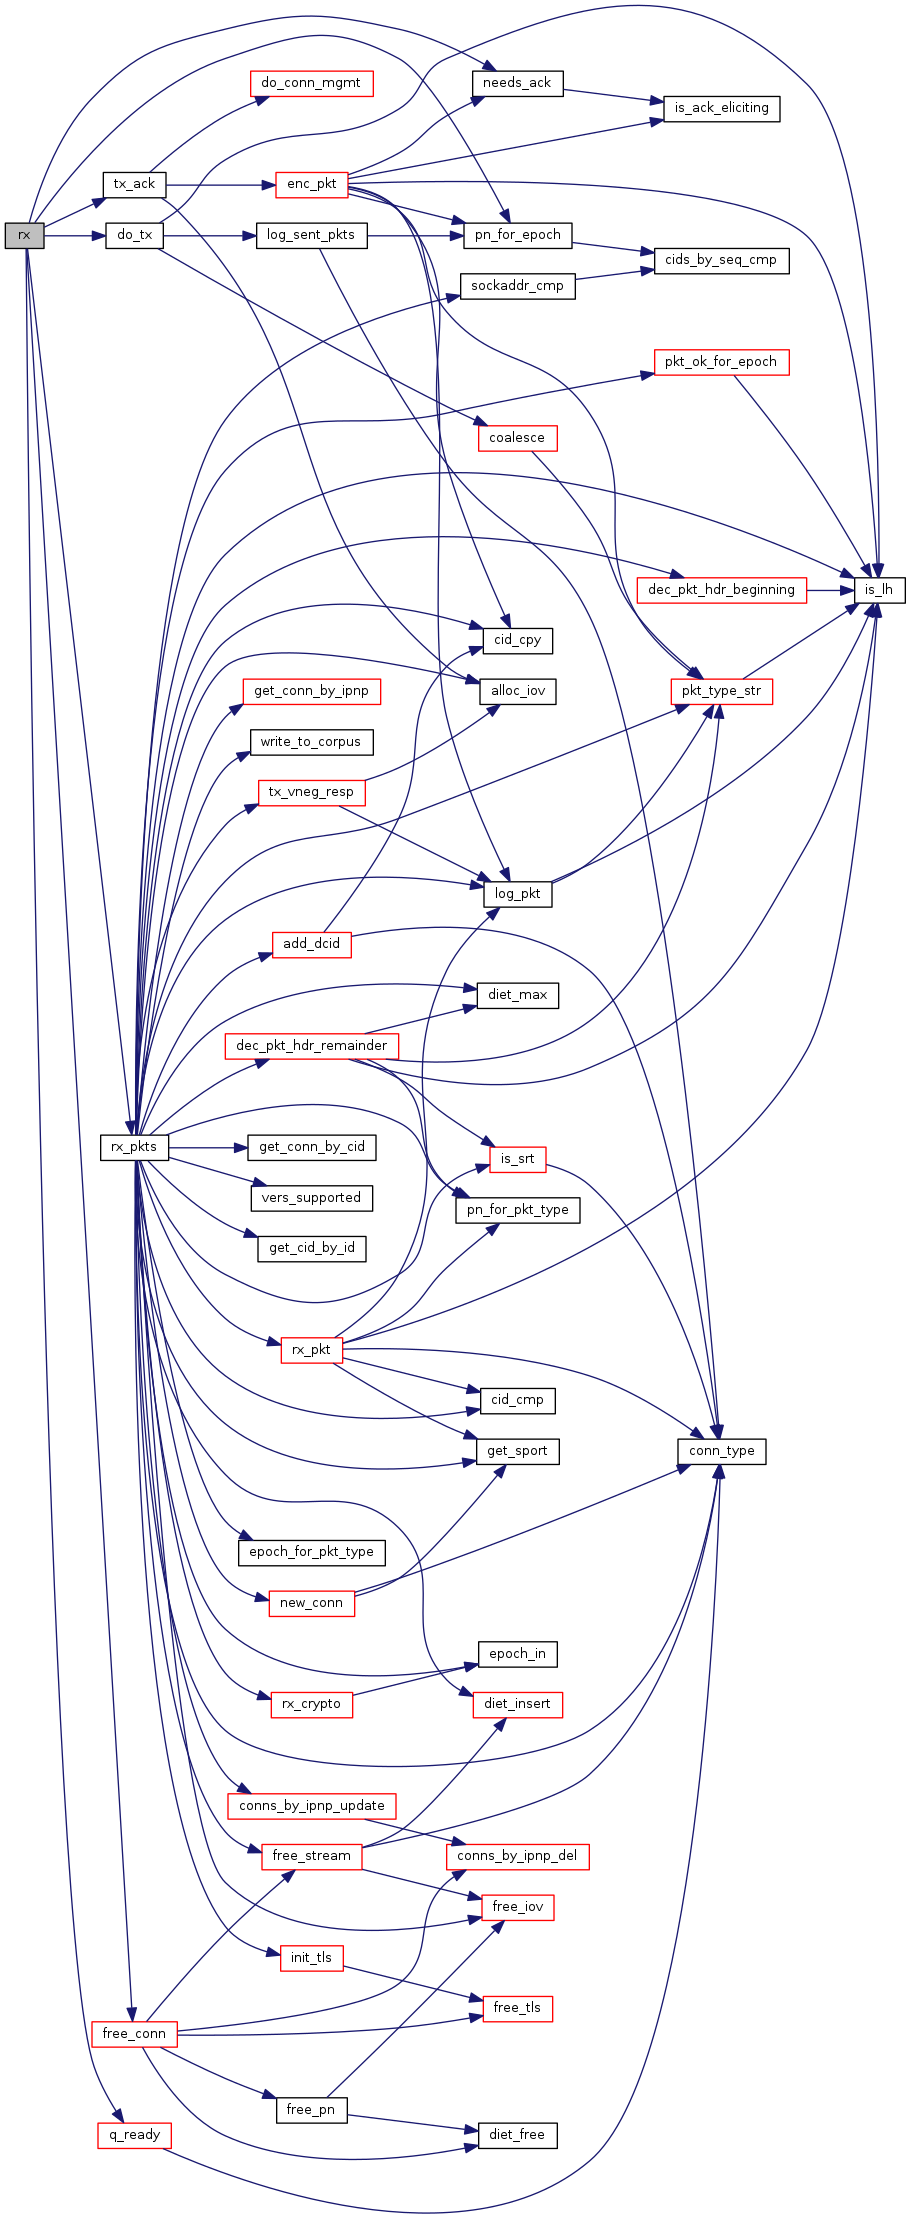 do_conn_mgmt
needs_ack
is_ack_eliciting
tx_ack
enc_pkt
rx
do_tx
log_sent_pkts
pn_for_epoch
cids_by_seq_cmp
sockaddr_cmp
pkt_ok_for_epoch
coalesce
dec_pkt_hdr_beginning
is_lh
cid_cpy
get_conn_by_ipnp
alloc_iov
pkt_type_str
write_to_corpus
tx_vneg_resp
log_pkt
add_dcid
diet_max
dec_pkt_hdr_remainder
rx_pkts
get_conn_by_cid
is_srt
vers_supported
pn_for_pkt_type
get_cid_by_id
rx_pkt
cid_cmp
get_sport
conn_type
epoch_for_pkt_type
new_conn
epoch_in
rx_crypto
diet_insert
conns_by_ipnp_update
free_stream
conns_by_ipnp_del
free_iov
init_tls
free_tls
free_conn
free_pn
q_ready
diet_free